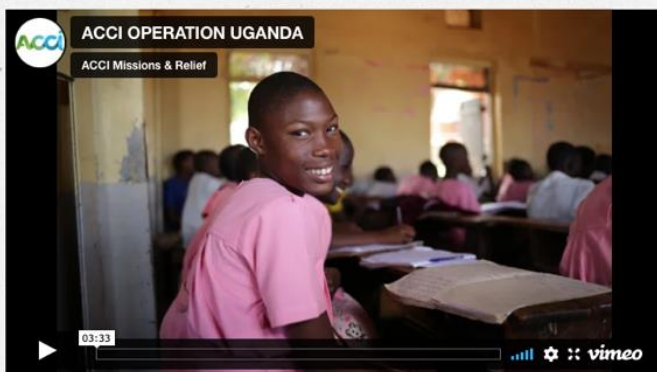 ACCI
ACCI OPERATION UGANDA
ACCI Missions & Relief
03:33
vimeo